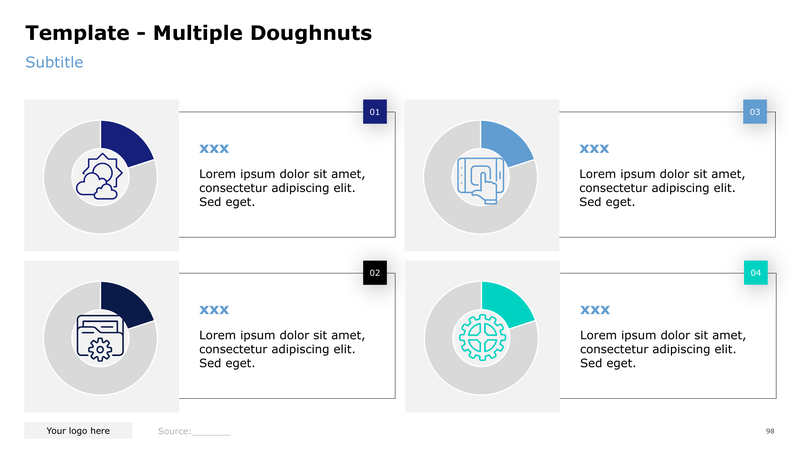 Template - Multiple Doughnuts
Subtitle
01
xxx
Lorem ipsum dolor sit amet,
consectetur adipiscing elit.
Sed eget.
02
xxx
Lorem ipsum dolor sit amet,
consectetur adipiscing elit.
Sed eget.
03
xxx
Lorem ipsum dolor sit amet,
consectetur adipiscing elit.
Sed eget.
04
xxx
Lorem ipsum dolor sit amet,
consectetur adipiscing elit.
Sed eget.
Your logo here
Source:_______
98